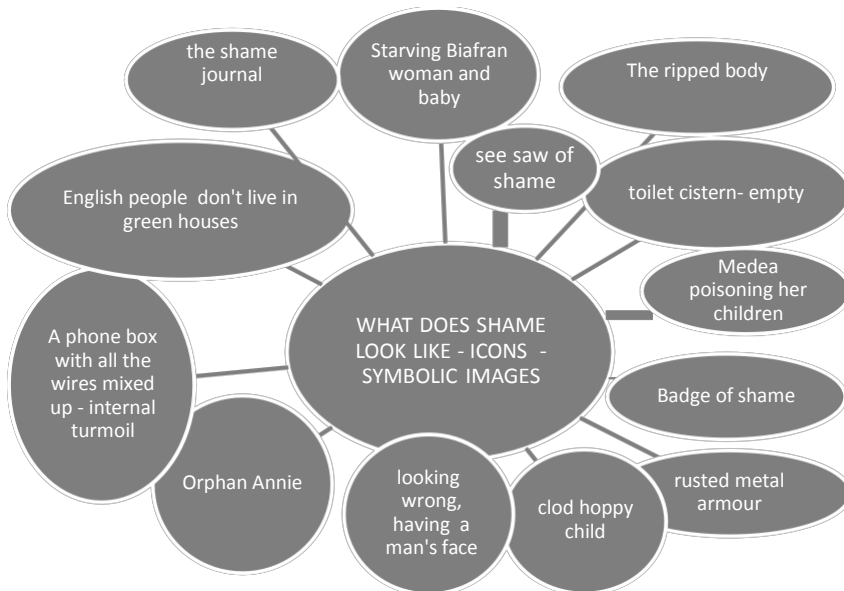 the shame
journal
Starving Biafran
woman and
baby
The ripped body
see saw of
shame
toilet cistern- empty
English people  don't live in
green houses
Medea
poisoning her
children
A phone box
with all the
wires mixed
up - internal
turmoil
WHAT DOES SHAME
LOOK LIKE - ICONS  -
SYMBOLIC IMAGES
Badge of shame
Orphan Annie
looking
wrong,
having  a
man's face
clod hoppy
child
rusted metal
armour